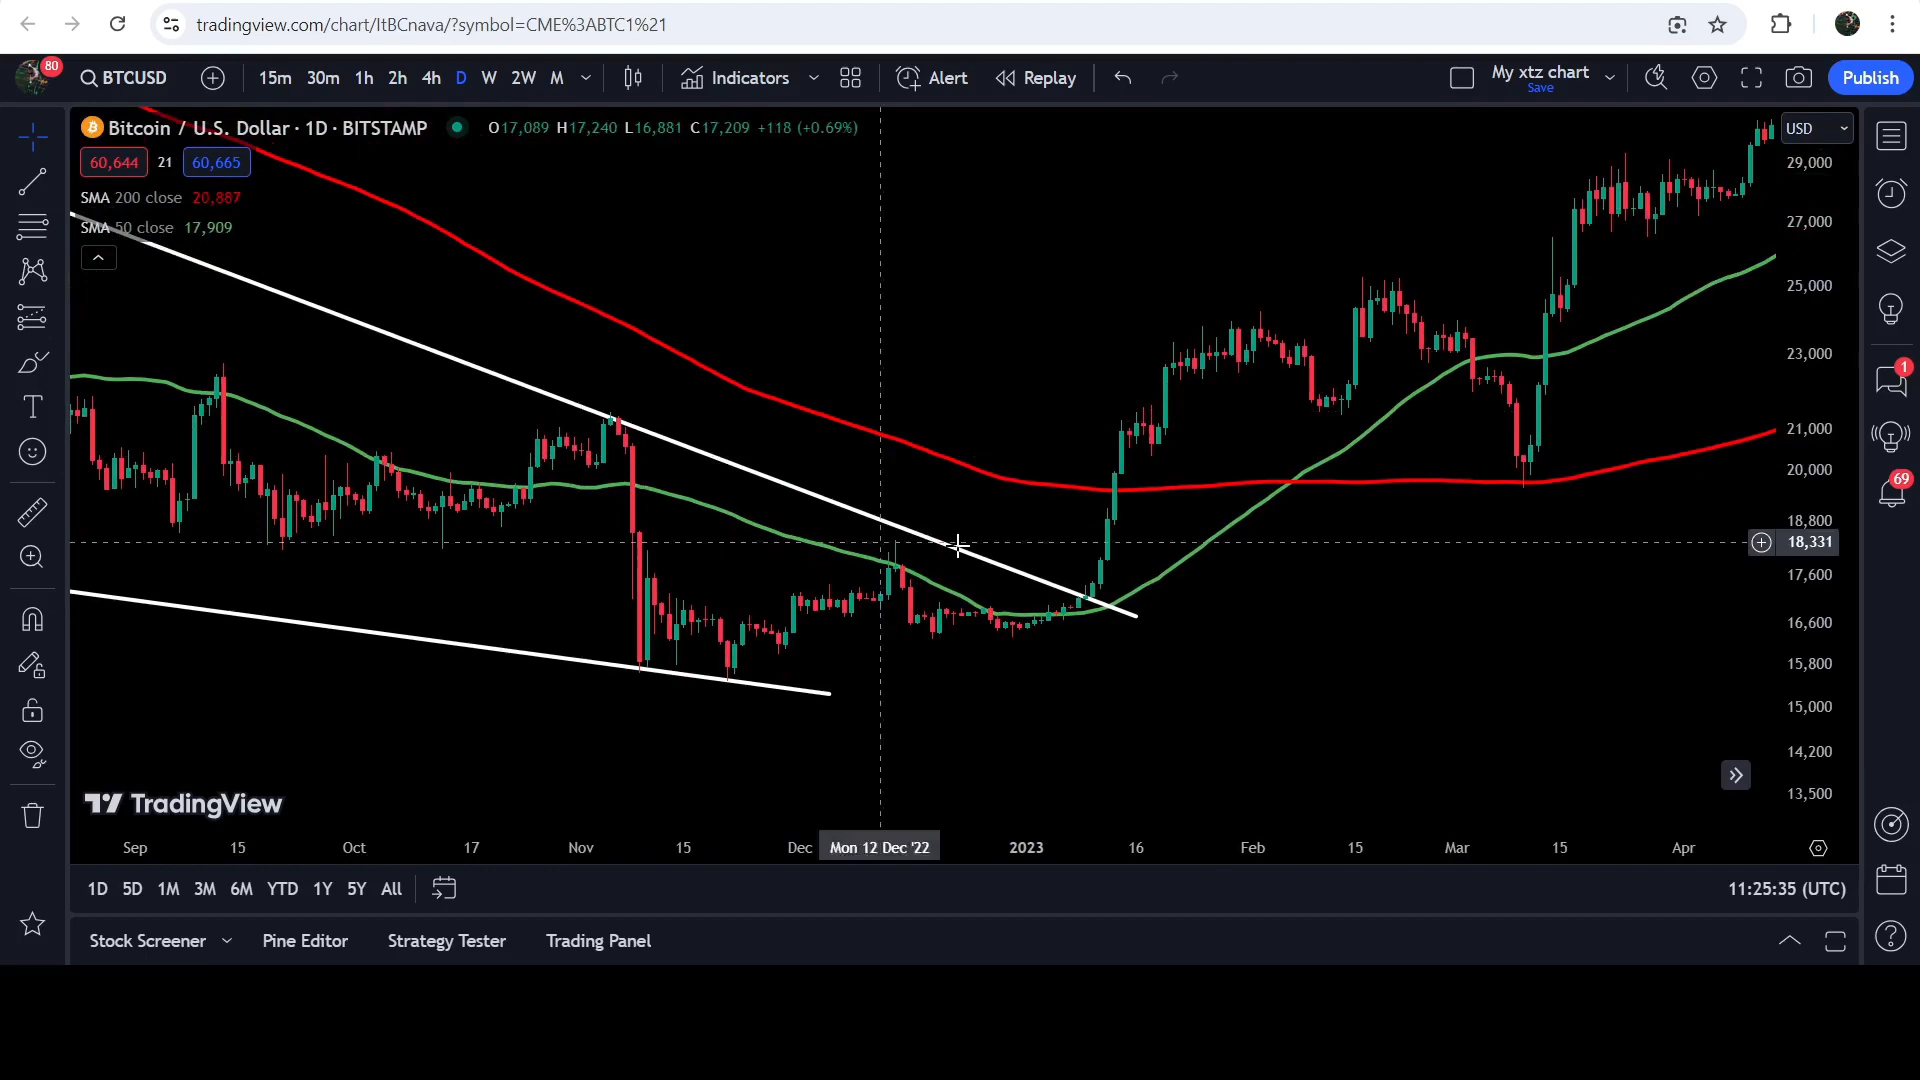 tradingview.com/chart/ItBCnava/?symbol=CME%3ABTC1%21
80 BTCUSD 15m 30m 1h 2h 4h D W 2W M Indicators Alert Replay My xtz chart Save Publish
Bitcoin / U.S. Dollar · 1D · BITSTAMP O17,089 H17,240 L16,881 C17,209 +118 (+0.69%) USD
60,644 21 60,665
SMA 200 close 20,887
SMA 50 close 17,909
29,000
27,000
25,000
23,000
21,000
20,000
18,800
18,331
17,600
16,600
15,800
15,000
14,200
13,500
1
69
TradingView
Sep 15 Oct 17 Nov 15 Dec Mon 12 Dec '22 2023 16 Feb 15 Mar 15 Apr
1D 5D 1M 3M 6M YTD 1Y 5Y All 11:25:35 (UTC)
Stock Screener Pine Editor Strategy Tester Trading Panel